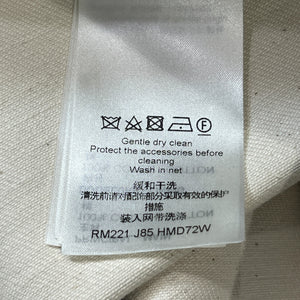 Gentle dry clean
Protect the accessories before
cleaning
Wash in net
缓和干洗
清洗前请对配饰部分采取有效的保护
措施
装入网带洗涤
RM221 J85 HMD72W